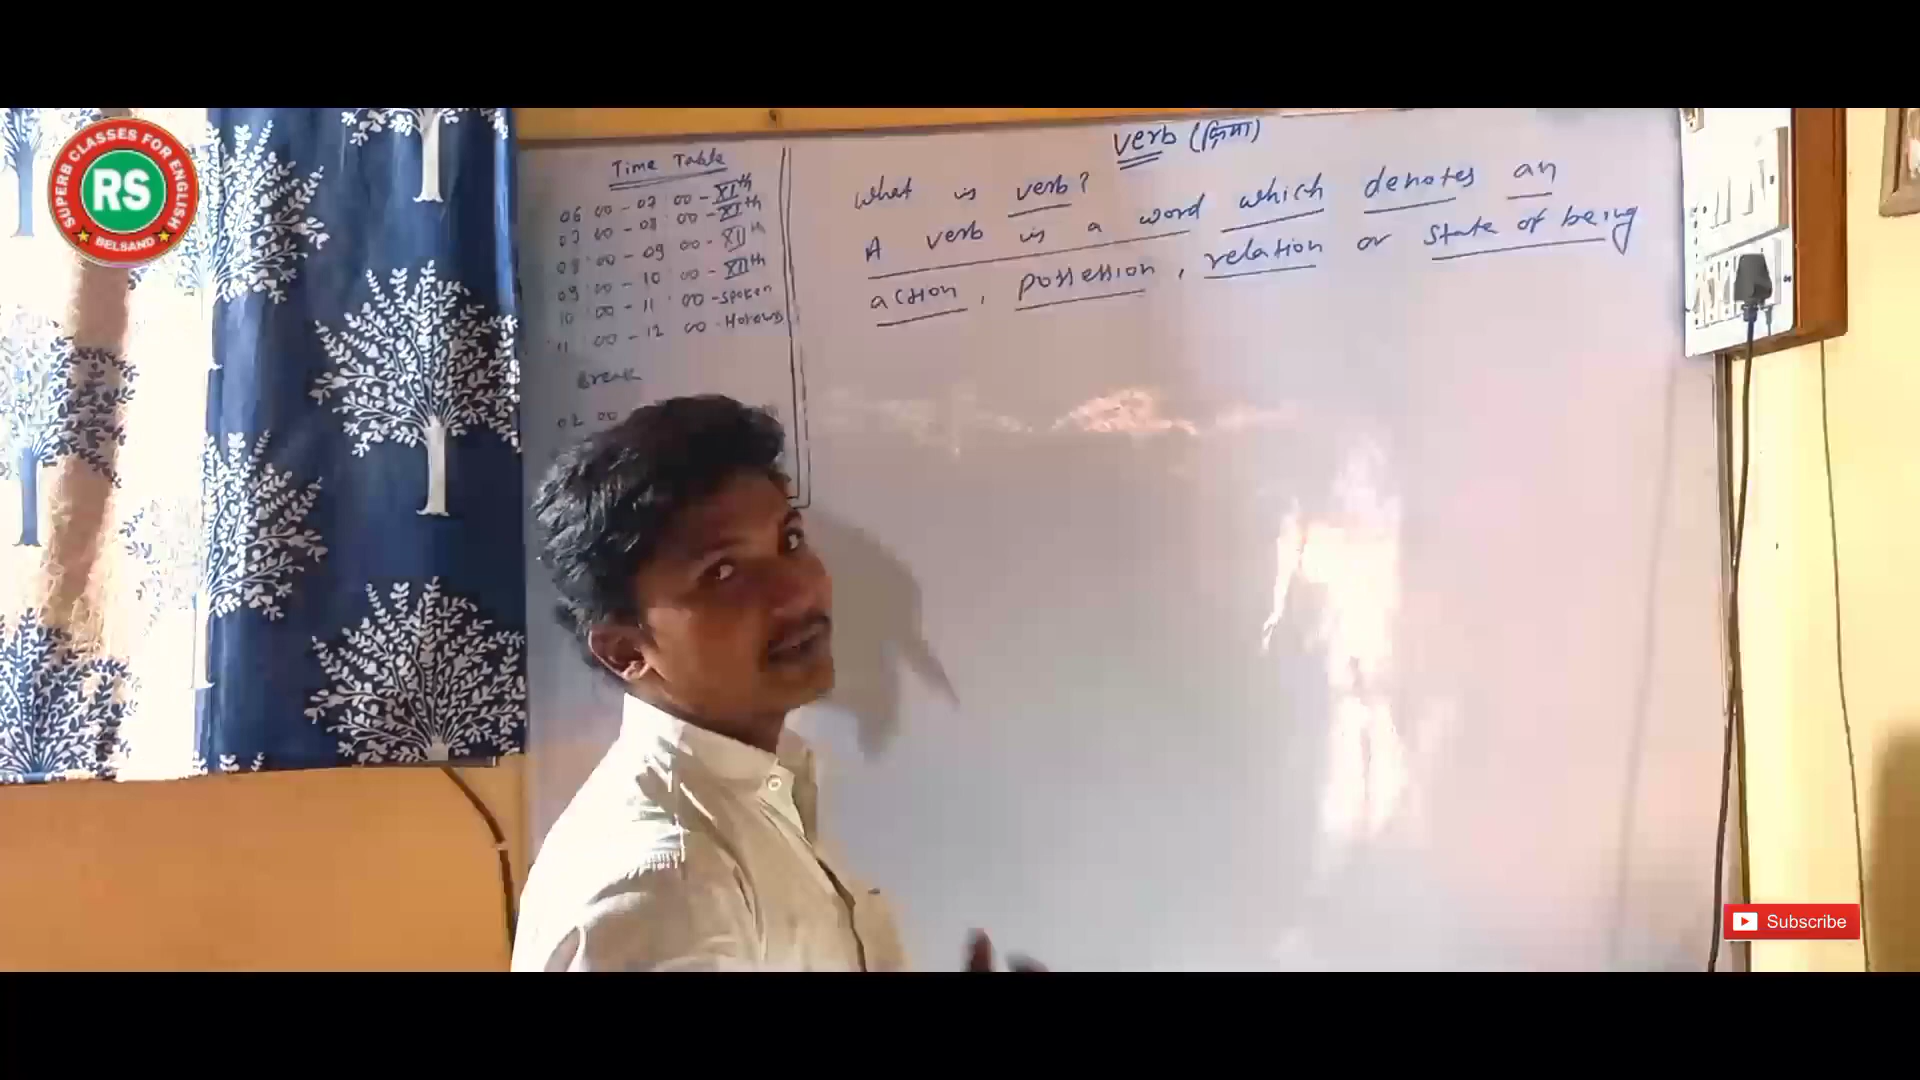 SUPERB CLASSES FOR ENGLISH
RS
BELSAND
Time Table
06 00 - 07 00 - XIth
07 00 - 08 00 - XIth
08:00 - 09 00 - XIIth
09:00 - 10 :00 - XIIth
10:00 - 11 :00 - Spoken
11 :00 - 12 00 -
Break
02 00
Verb (क्रिया)
What is verb?
A verb is a word which denotes an
action, possession, relation or State of being
Subscribe